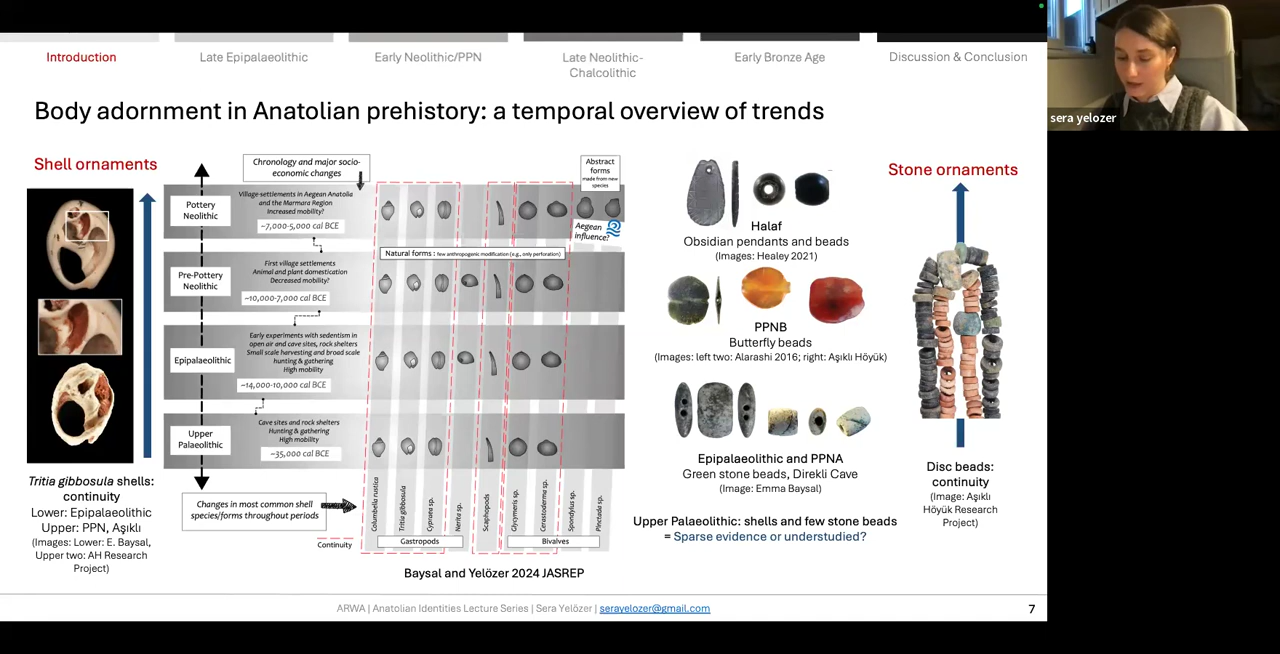 Introduction
Late Epipalaeolithic
Early Neolithic/PPN
Late Neolithic-
Chalcolithic
Early Bronze Age
Discussion & Conclusion
sera yelozer
Body adornment in Anatolian prehistory: a temporal overview of trends
Shell ornaments
Tritia gibbosula shells:
continuity
Lower: Epipalaeolithic
Upper: PPN, Aşıklı
(Images: Lower: E. Baysal,
Upper two: AH Research
Project)
Chronology and major socio-
economic changes
Abstract
forms
made from new
species
Pottery
Neolithic
Village-settlements in Aegean Anatolia
and the Marmara Region
Increased mobility?
~7,000-5,000 cal BCE
Aegean
influence?
Natural forms : few anthropogenic modification (e.g., only perforation)
Pre-Pottery
Neolithic
First village settlements
Animal and plant domestication
Decreased mobility?
~10,000-7,000 cal BCE
Epipalaeolithic
Early experiments with sedentism in
open air and cave sites, rock shelters
Small scale harvesting and broad scale
hunting & gathering
High mobility
~14,000-10,000 cal BCE
Upper
Palaeolithic
Cave sites and rock shelters
Hunting & gathering
High mobility
~35,000 cal BCE
Changes in most common shell
species/forms throughout periods
Continuity
Columbella rustica
Tritia gibbosula
Cypraea sp.
Nerita sp.
Scaphopods
Glycymeris sp.
Cerastoderma sp.
Spondylus sp.
Pinctada sp.
Gastropods
Bivalves
Baysal and Yelözer 2024 JASREP
Halaf
Obsidian pendants and beads
(Images: Healey 2021)
PPNB
Butterfly beads
(Images: left two: Alarashi 2016; right: Aşıklı Höyük)
Epipalaeolithic and PPNA
Green stone beads, Direkli Cave
(Image: Emma Baysal)
Upper Palaeolithic: shells and few stone beads
= Sparse evidence or understudied?
Stone ornaments
Disc beads:
continuity
(Image: Aşıklı
Höyük Research
Project)
ARWA | Anatolian Identities Lecture Series | Sera Yelözer | serayelozer@gmail.com
7